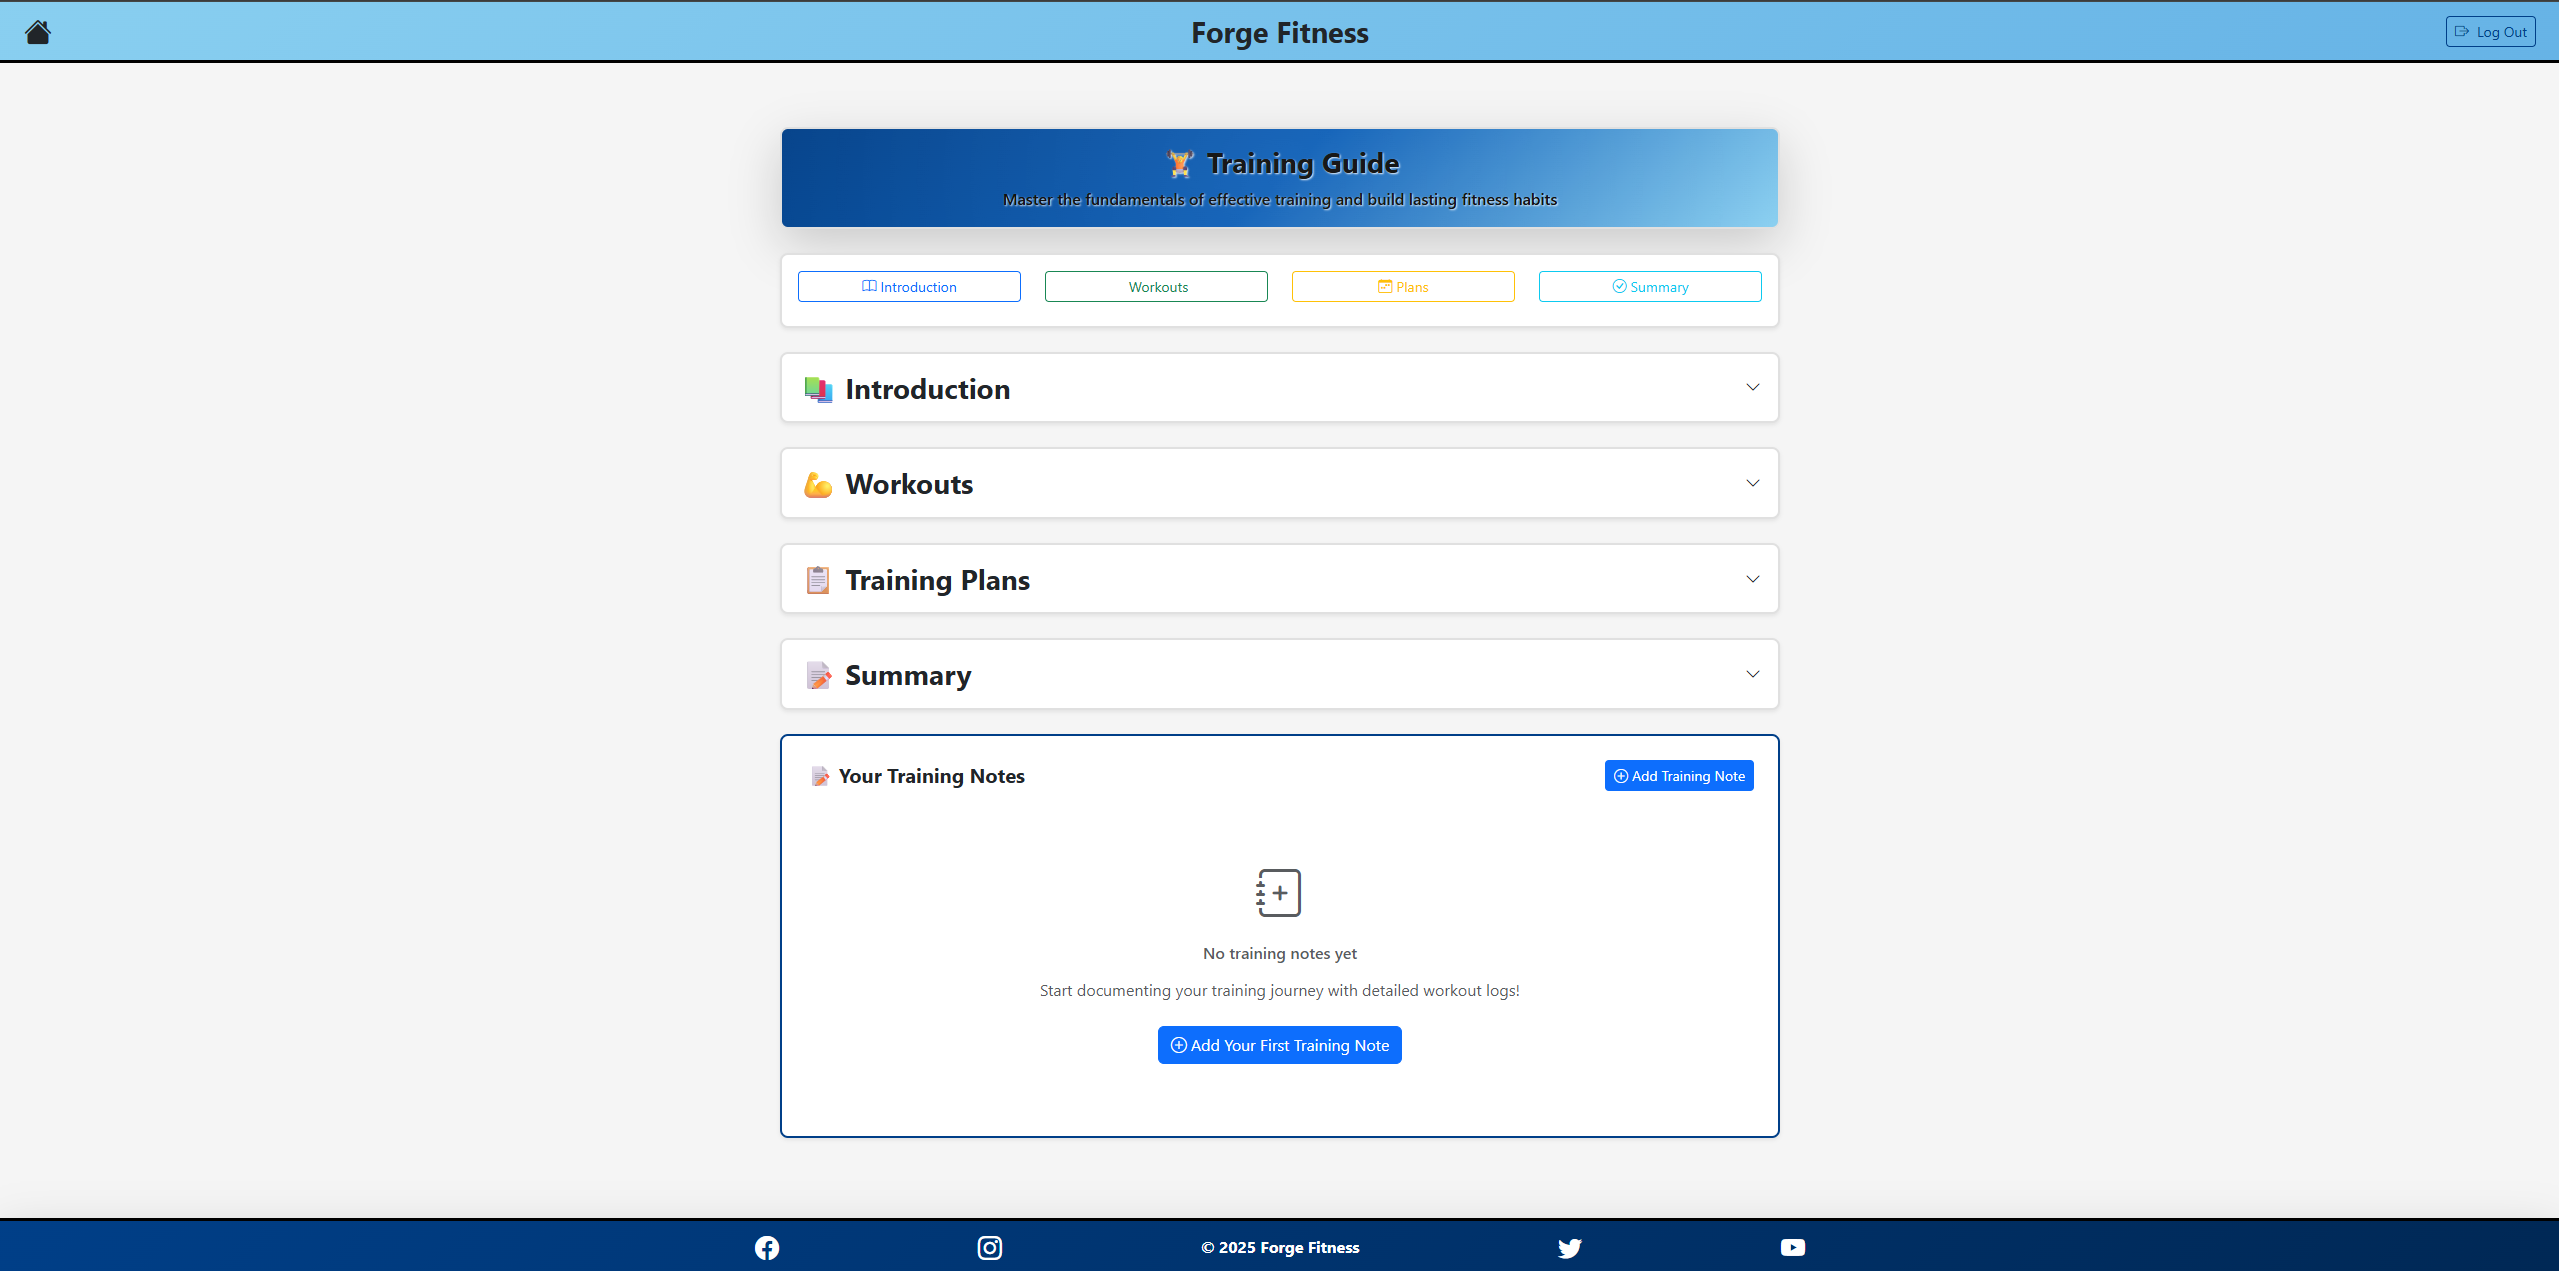 Forge Fitness
Log Out
Training Guide
Master the fundamentals of effective training and build lasting fitness habits
Introduction
Workouts
Plans
Summary
Introduction
Workouts
Training Plans
Summary
Your Training Notes
Add Training Note
No training notes yet
Start documenting your training journey with detailed workout logs!
Add Your First Training Note
© 2025 Forge Fitness